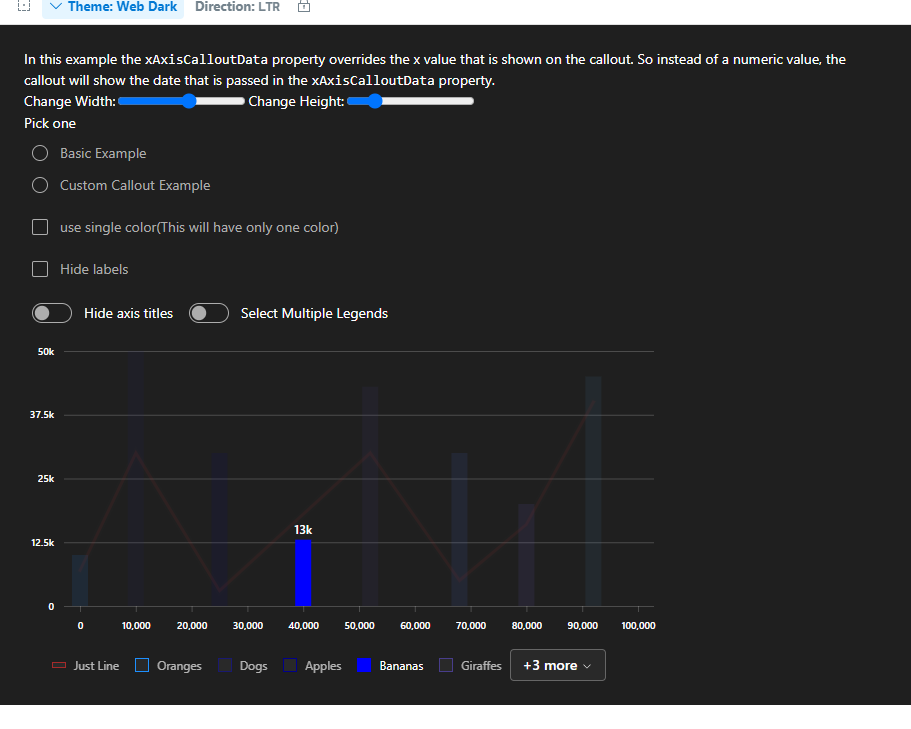 Theme: Web Dark Direction: LTR
In this example the xAxisCalloutData property overrides the x value that is shown on the callout. So instead of a numeric value, the
callout will show the date that is passed in the xAxisCalloutData property.
Change Width: Change Height:
Pick one
Basic Example
Custom Callout Example
use single color(This will have only one color)
Hide labels
Hide axis titles Select Multiple Legends
50k
37.5k
25k
13k
12.5k
0
0 10,000 20,000 30,000 40,000 50,000 60,000 70,000 80,000 90,000 100,000
Just Line Oranges Dogs Apples Bananas Giraffes +3 more